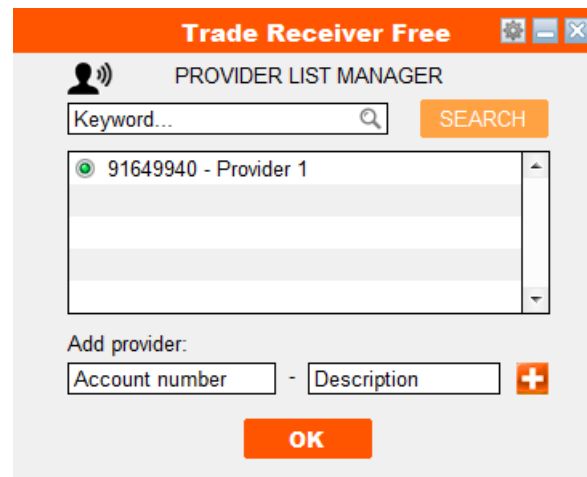 Trade Receiver Free
PROVIDER LIST MANAGER
Keyword...
SEARCH
91649940 - Provider 1
Add provider:
Account number - Description
OK